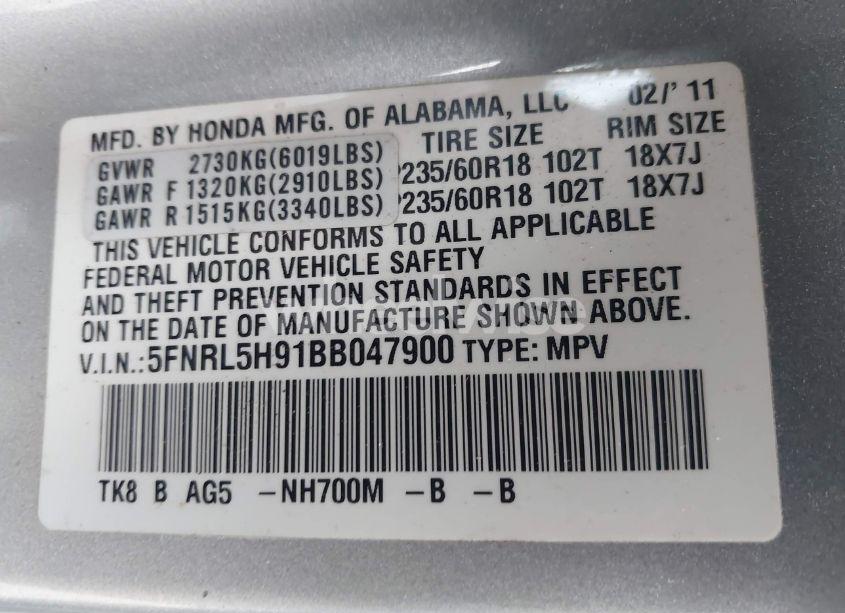 MFD. BY HONDA MFG. OF ALABAMA, LLC 02/' 11
TIRE SIZE RIM SIZE
GVWR 2730KG(6019LBS)
GAWR F 1320KG(2910LBS) P235/60R18 102T 18X7J
GAWR R 1515KG(3340LBS) P235/60R18 102T 18X7J
THIS VEHICLE CONFORMS TO ALL APPLICABLE
FEDERAL MOTOR VEHICLE SAFETY
AND THEFT PREVENTION STANDARDS IN EFFECT
ON THE DATE OF MANUFACTURE SHOWN ABOVE.
V.I.N.: 5FNRL5H91BB047900 TYPE: MPV
TK8 B AG5 -NH700M -B -B